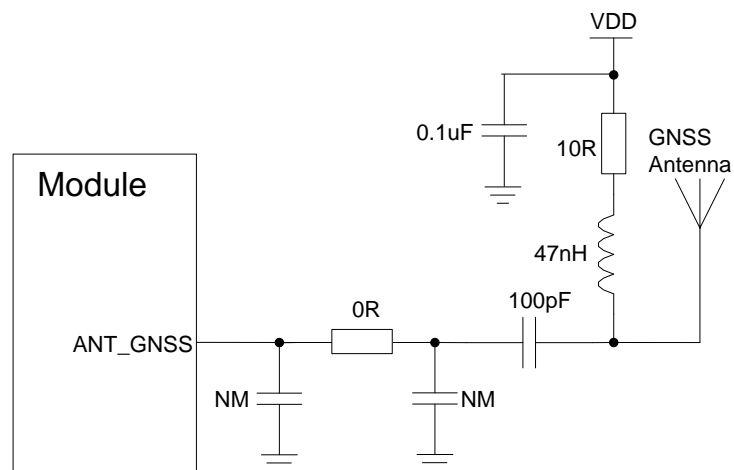 VDD
0.1uF
10R
GNSS
Antenna
Module
47nH
100pF
0R
ANT_GNSS
NM
NM